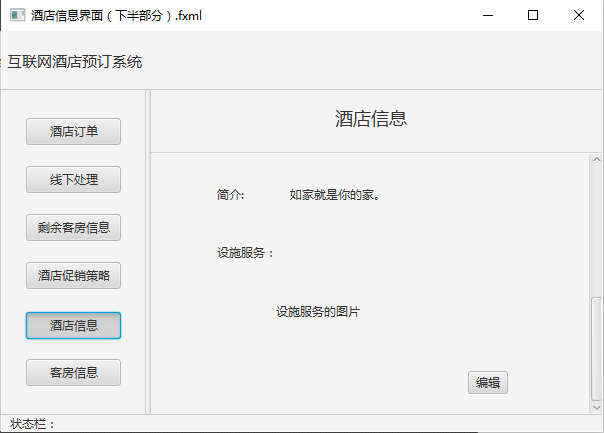 酒店信息界面（下半部分）.fxml
互联网酒店预订系统
酒店订单
线下处理
剩余客房信息
酒店促销策略
酒店信息
客房信息
酒店信息
简介: 如家就是你的家。
设施服务：
设施服务的图片
编辑
状态栏：